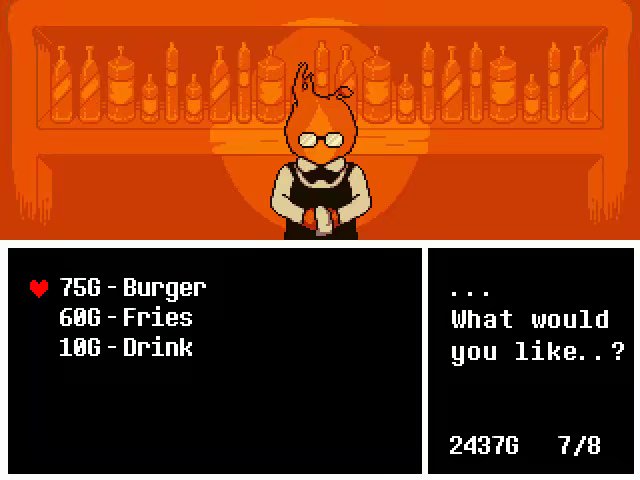 75G - Burger
60G - Fries
10G - Drink
...
What would
you like..?
2437G 7/8